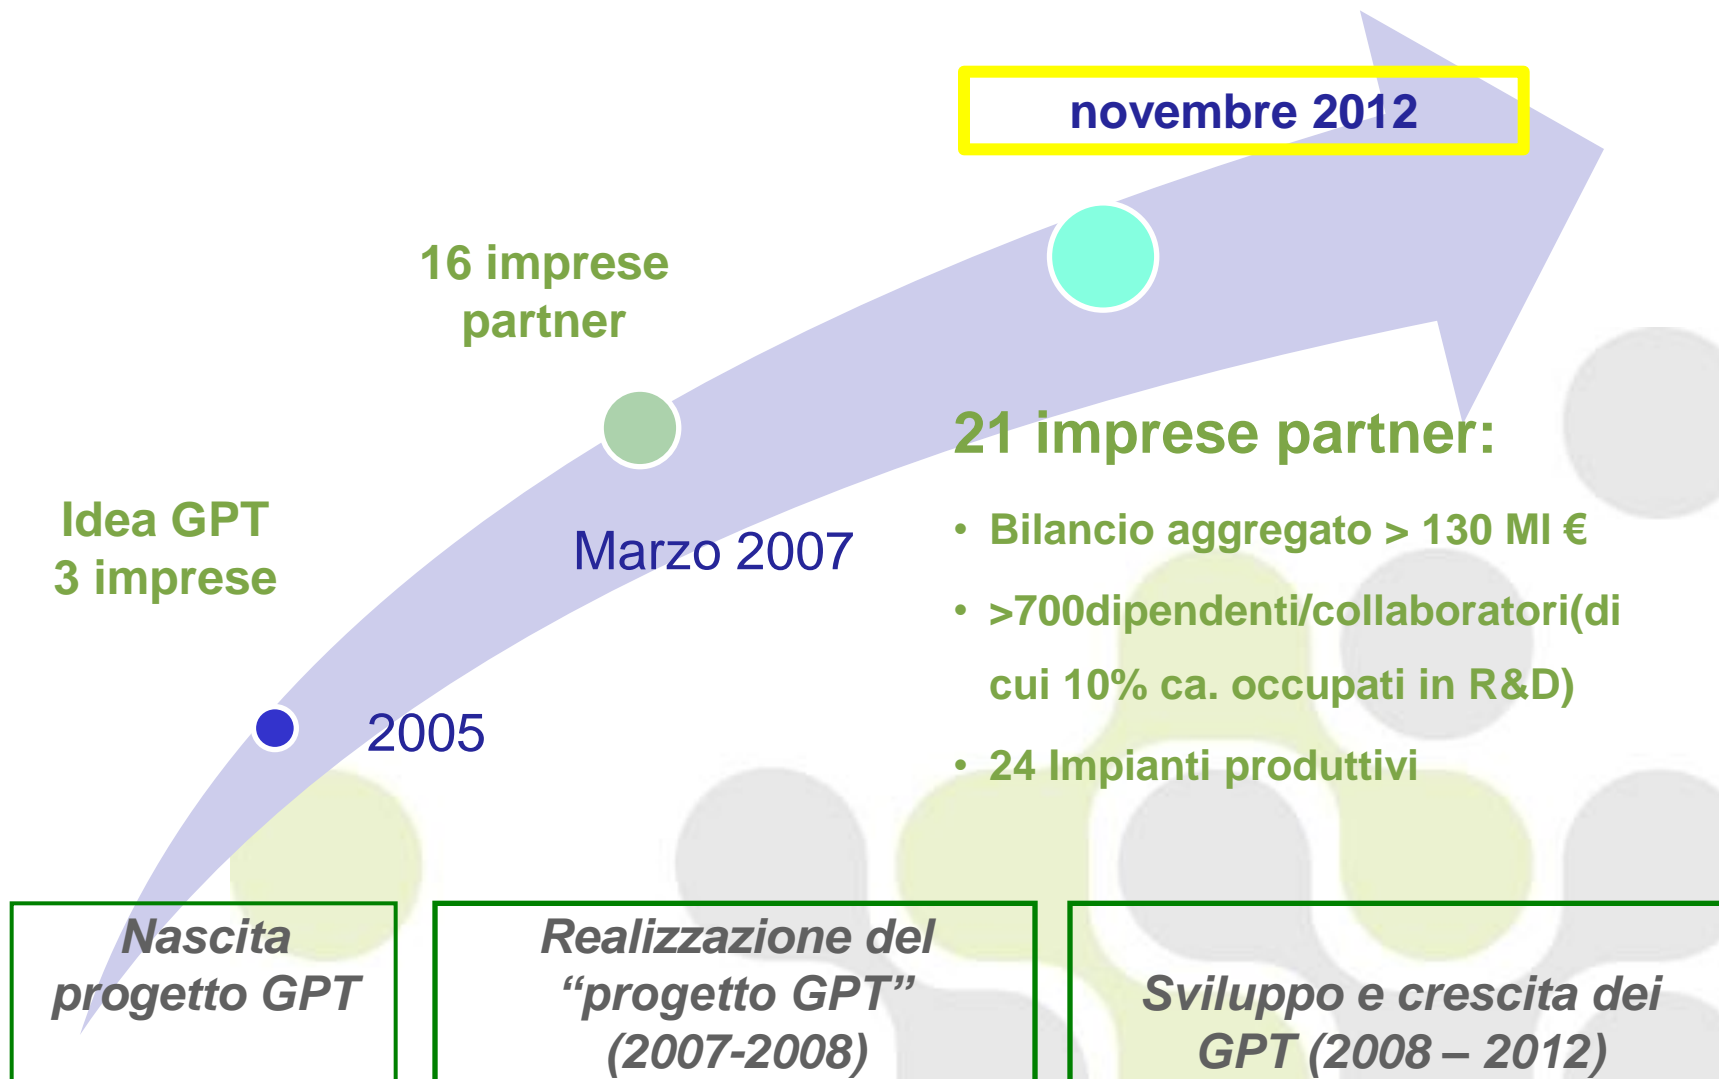 novembre 2012
16 imprese
partner
21 imprese partner:
Idea GPT
3 imprese
Marzo 2007
• Bilancio aggregato > 130 Ml €
• >700dipendenti/collaboratori(di
cui 10% ca. occupati in R&D)
• 24 Impianti produttivi
2005
Nascita
progetto GPT
Realizzazione del
“progetto GPT”
(2007-2008)
Sviluppo e crescita dei
GPT (2008 – 2012)